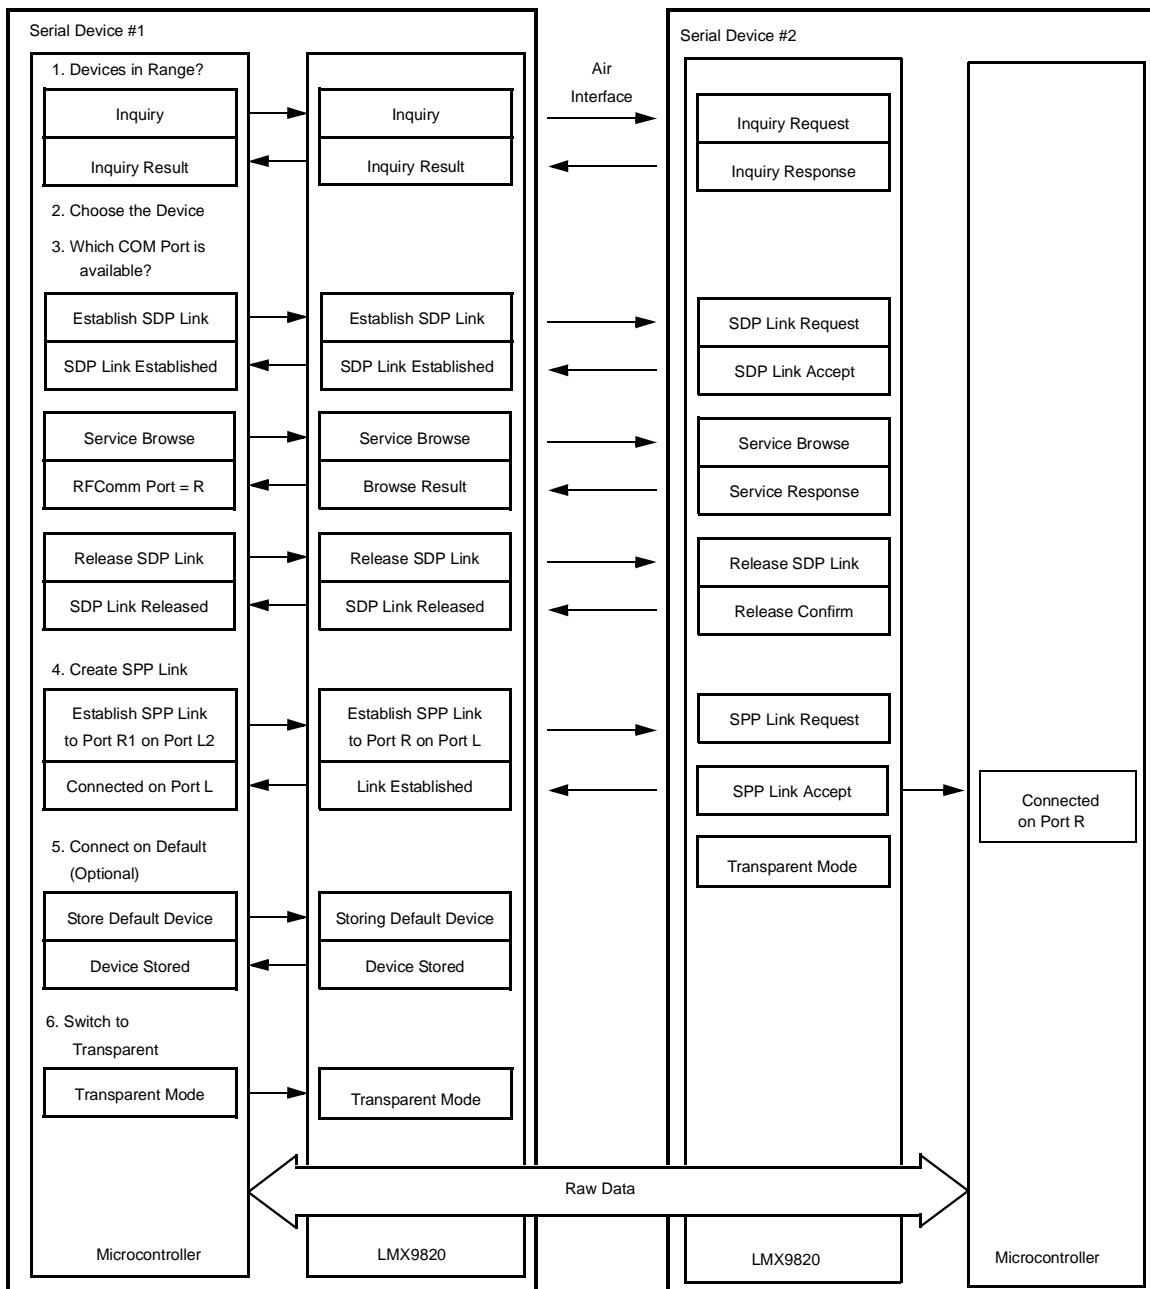 Serial Device #1
Serial Device #2
1. Devices in Range?
Air
Interface
Inquiry
Inquiry
Inquiry Request
Inquiry Result
Inquiry Result
Inquiry Response
2. Choose the Device
3. Which COM Port is
available?
Establish SDP Link
Establish SDP Link
SDP Link Request
SDP Link Established
SDP Link Established
SDP Link Accept
Service Browse
Service Browse
Service Browse
RFComm Port = R
Browse Result
Service Response
Release SDP Link
Release SDP Link
Release SDP Link
SDP Link Released
SDP Link Released
Release Confirm
4. Create SPP Link
Establish SPP Link
to Port R1 on Port L2
Establish SPP Link
to Port R on Port L
SPP Link Request
Connected on Port L
Link Established
SPP Link Accept
Connected
on Port R
5. Connect on Default
(Optional)
Transparent Mode
Store Default Device
Storing Default Device
Device Stored
Device Stored
6. Switch to
Transparent
Transparent Mode
Transparent Mode
Raw Data
Microcontroller
LMX9820
LMX9820
Microcontroller